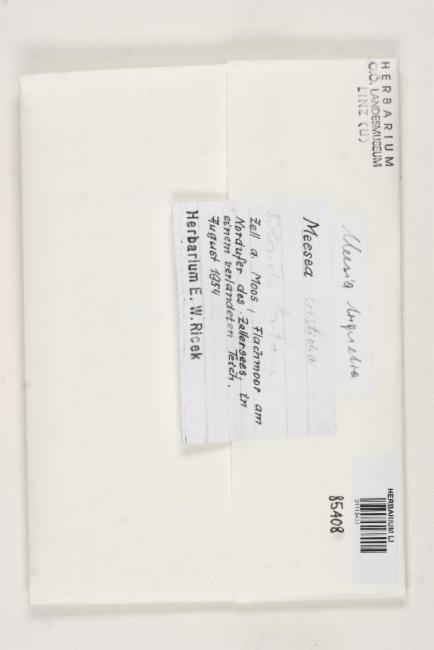 HERBARIUM
O.Ö. LANDESMUSEUM
LINZ (U)
Meesia triquetra
Meesea
Zell a. Moos, Flachmoor am
Nordufer des Zellersees, in
einem verlandeten Teich.
August 1954
Herbarium E. W. Ricek
HERBARIUM LI
85408